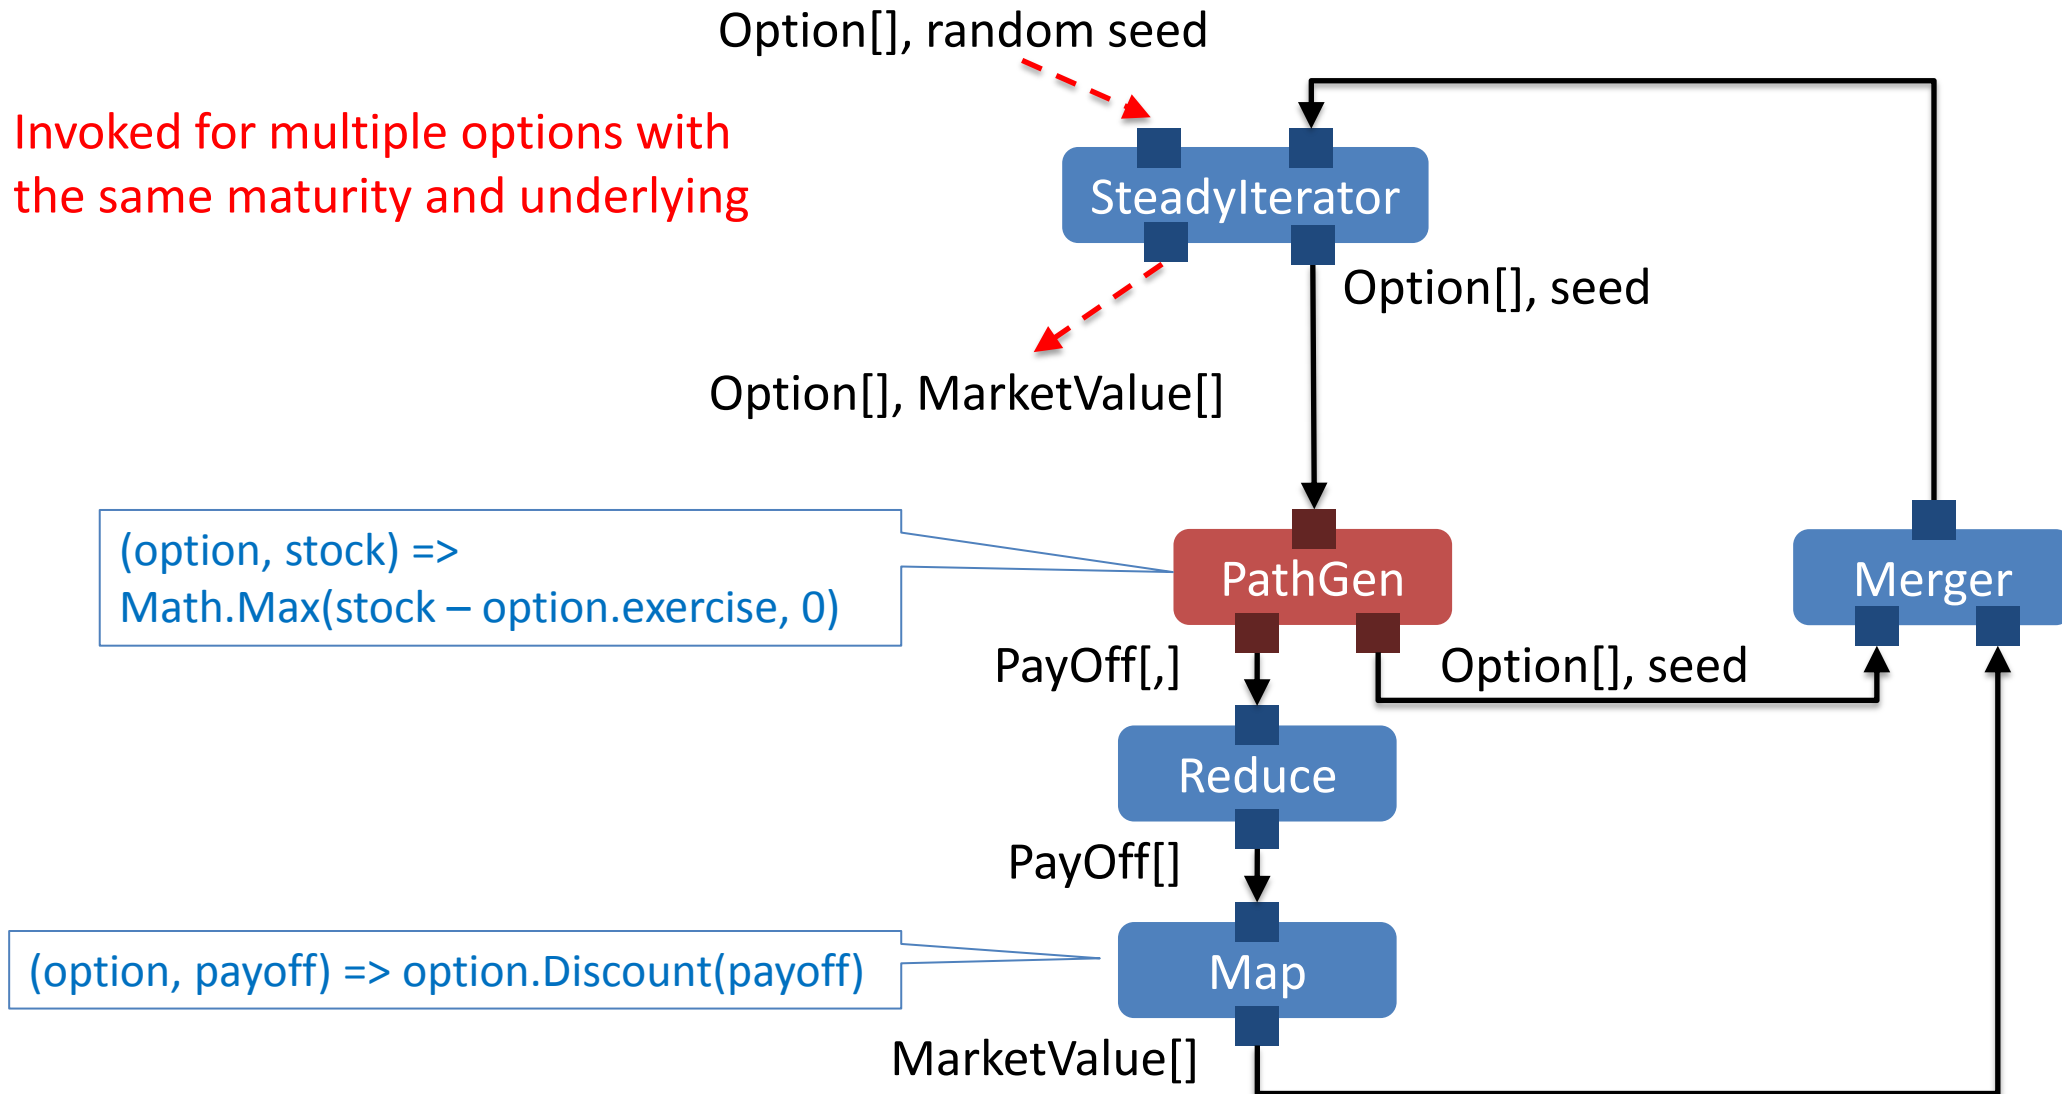 Option[], random seed
Invoked for multiple options with
the same maturity and underlying
SteadyIterator
Option[], seed
Option[], MarketValue[]
(option, stock) =>
Math.Max(stock – option.exercise, 0)
PathGen
Merger
PayOff[,]
Option[], seed
Reduce
PayOff[]
(option, payoff) => option.Discount(payoff)
Map
MarketValue[]